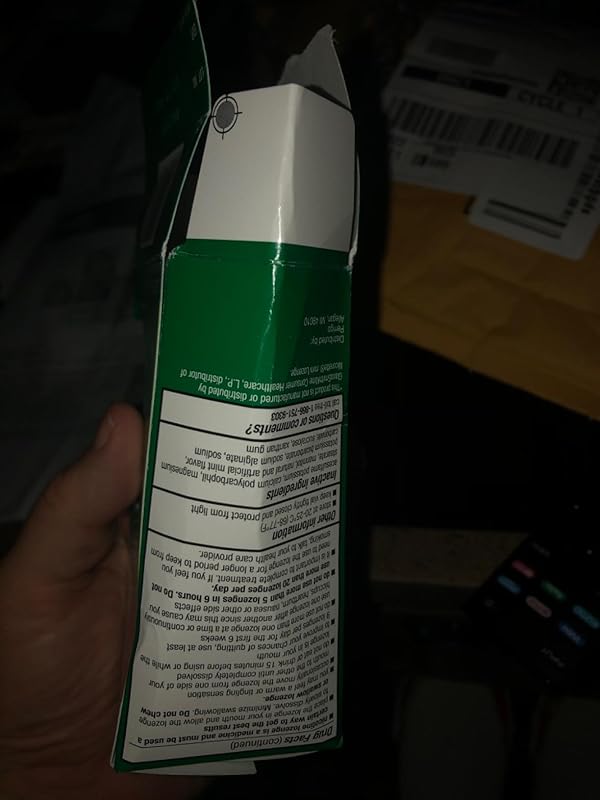 Drug Facts (continued)
■ nicotine lozenge is a medicine and must be used a
certain way to get the best results
■ place the lozenge in your mouth and allow the lozenge
to slowly dissolve. Minimize swallowing. Do not chew
or swallow lozenge.
■ you may feel a warm or tingling sensation
■ occasionally move the lozenge from one side of your
mouth to the other until completely dissolved
■ do not eat or drink 15 minutes before using or while the
lozenge is in your mouth
■ to improve your chances of quitting, use at least
lozenges per day for the first 6 weeks
■ do not use more than one lozenge at a time or continuously
use one lozenge after another since this may cause you
hiccups, heartburn, nausea or other side effects
■ do not use more than 5 lozenges in 6 hours. Do not
use more than 20 lozenges per day.
■ important to complete treatment. If you feel you
need to use the lozenge for a longer period to keep from
smoking, talk to your health care provider.
Other information
■ store at 20-25°C (68-77°F)
■ keep vial tightly closed and protect from light
Inactive ingredients
acesulfame potassium, calcium polycarbophil, magnesium
stearate, mannitol, natural and artificial mint flavor,
potassium bicarbonate, sodium alginate, sodium
carbonate, sucralose, xanthan gum
Questions or comments?
call toll-free 1-866-751-9303
*This product is not manufactured or distributed by
GlaxoSmithKline Consumer Healthcare, L.P., distributor of
Nicorette® mini Lozenge.
Distributed by:
Perrigo
Allegan, MI 49010
CYCLE 1